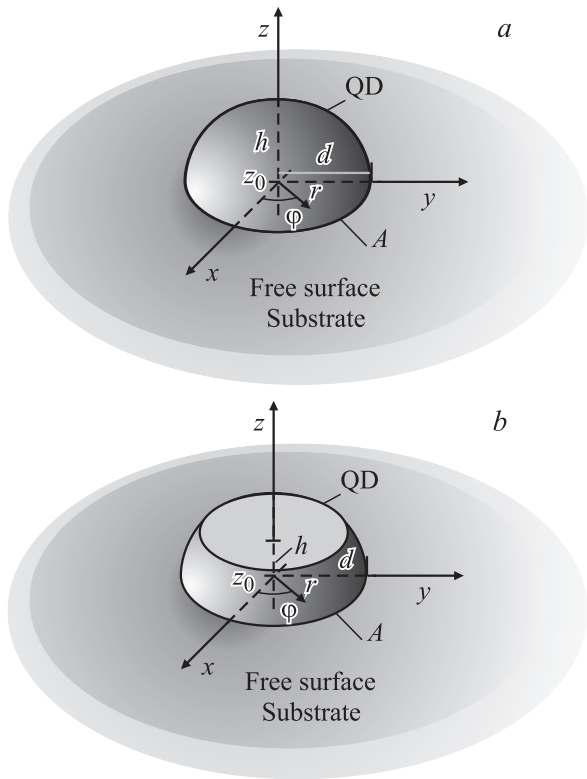 z
a
QD
h
d
z0
r
y
φ
A
x
Free surface
Substrate
z
b
QD
h
d
z0
r
y
φ
A
x
Free surface
Substrate